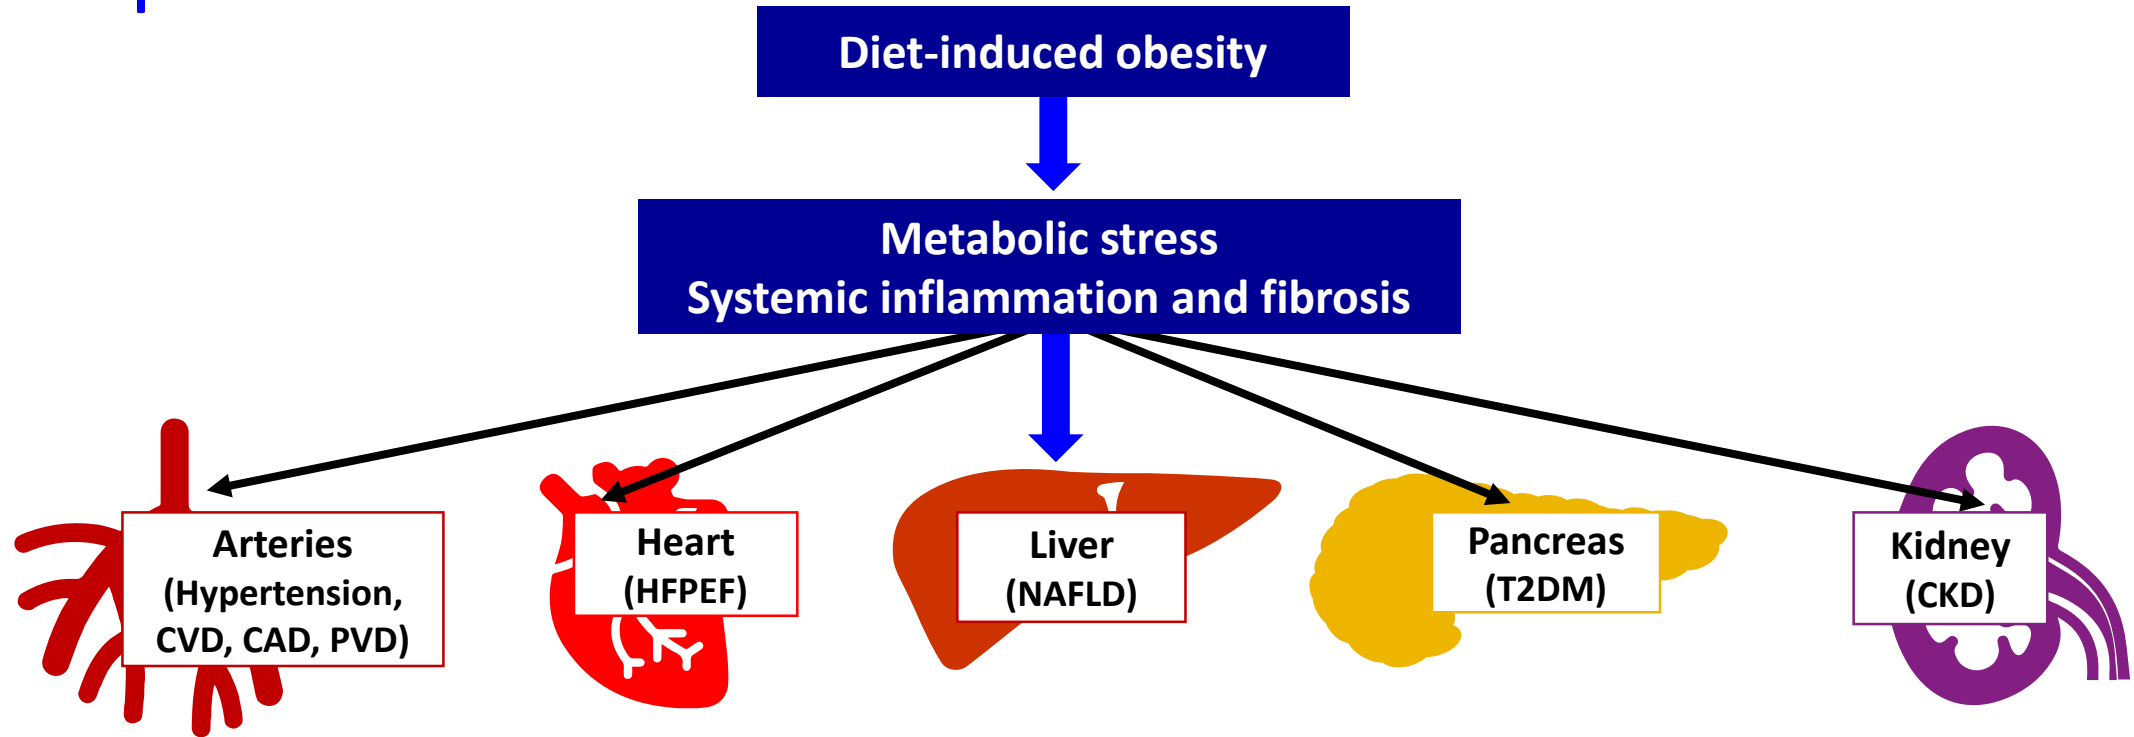 Diet-induced obesity
Metabolic stress
Systemic inflammation and fibrosis
Arteries
(Hypertension,
CVD, CAD, PVD)
Heart
(HFPEF)
Liver
(NAFLD)
Pancreas
(T2DM)
Kidney
(CKD)